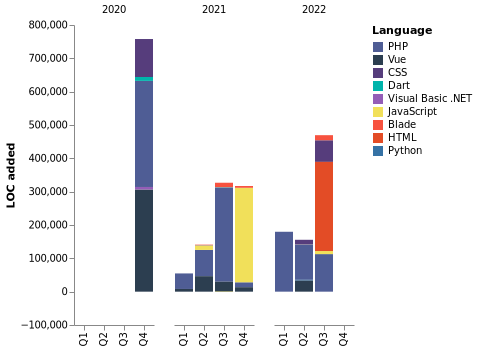 2020 2021 2022
800,000
700,000
600,000
500,000
400,000
300,000
200,000
100,000
0
−100,000
LOC added
Q1 Q2 Q3 Q4 Q1 Q2 Q3 Q4 Q1 Q2 Q3 Q4
Language
PHP
Vue
CSS
Dart
Visual Basic .NET
JavaScript
Blade
HTML
Python